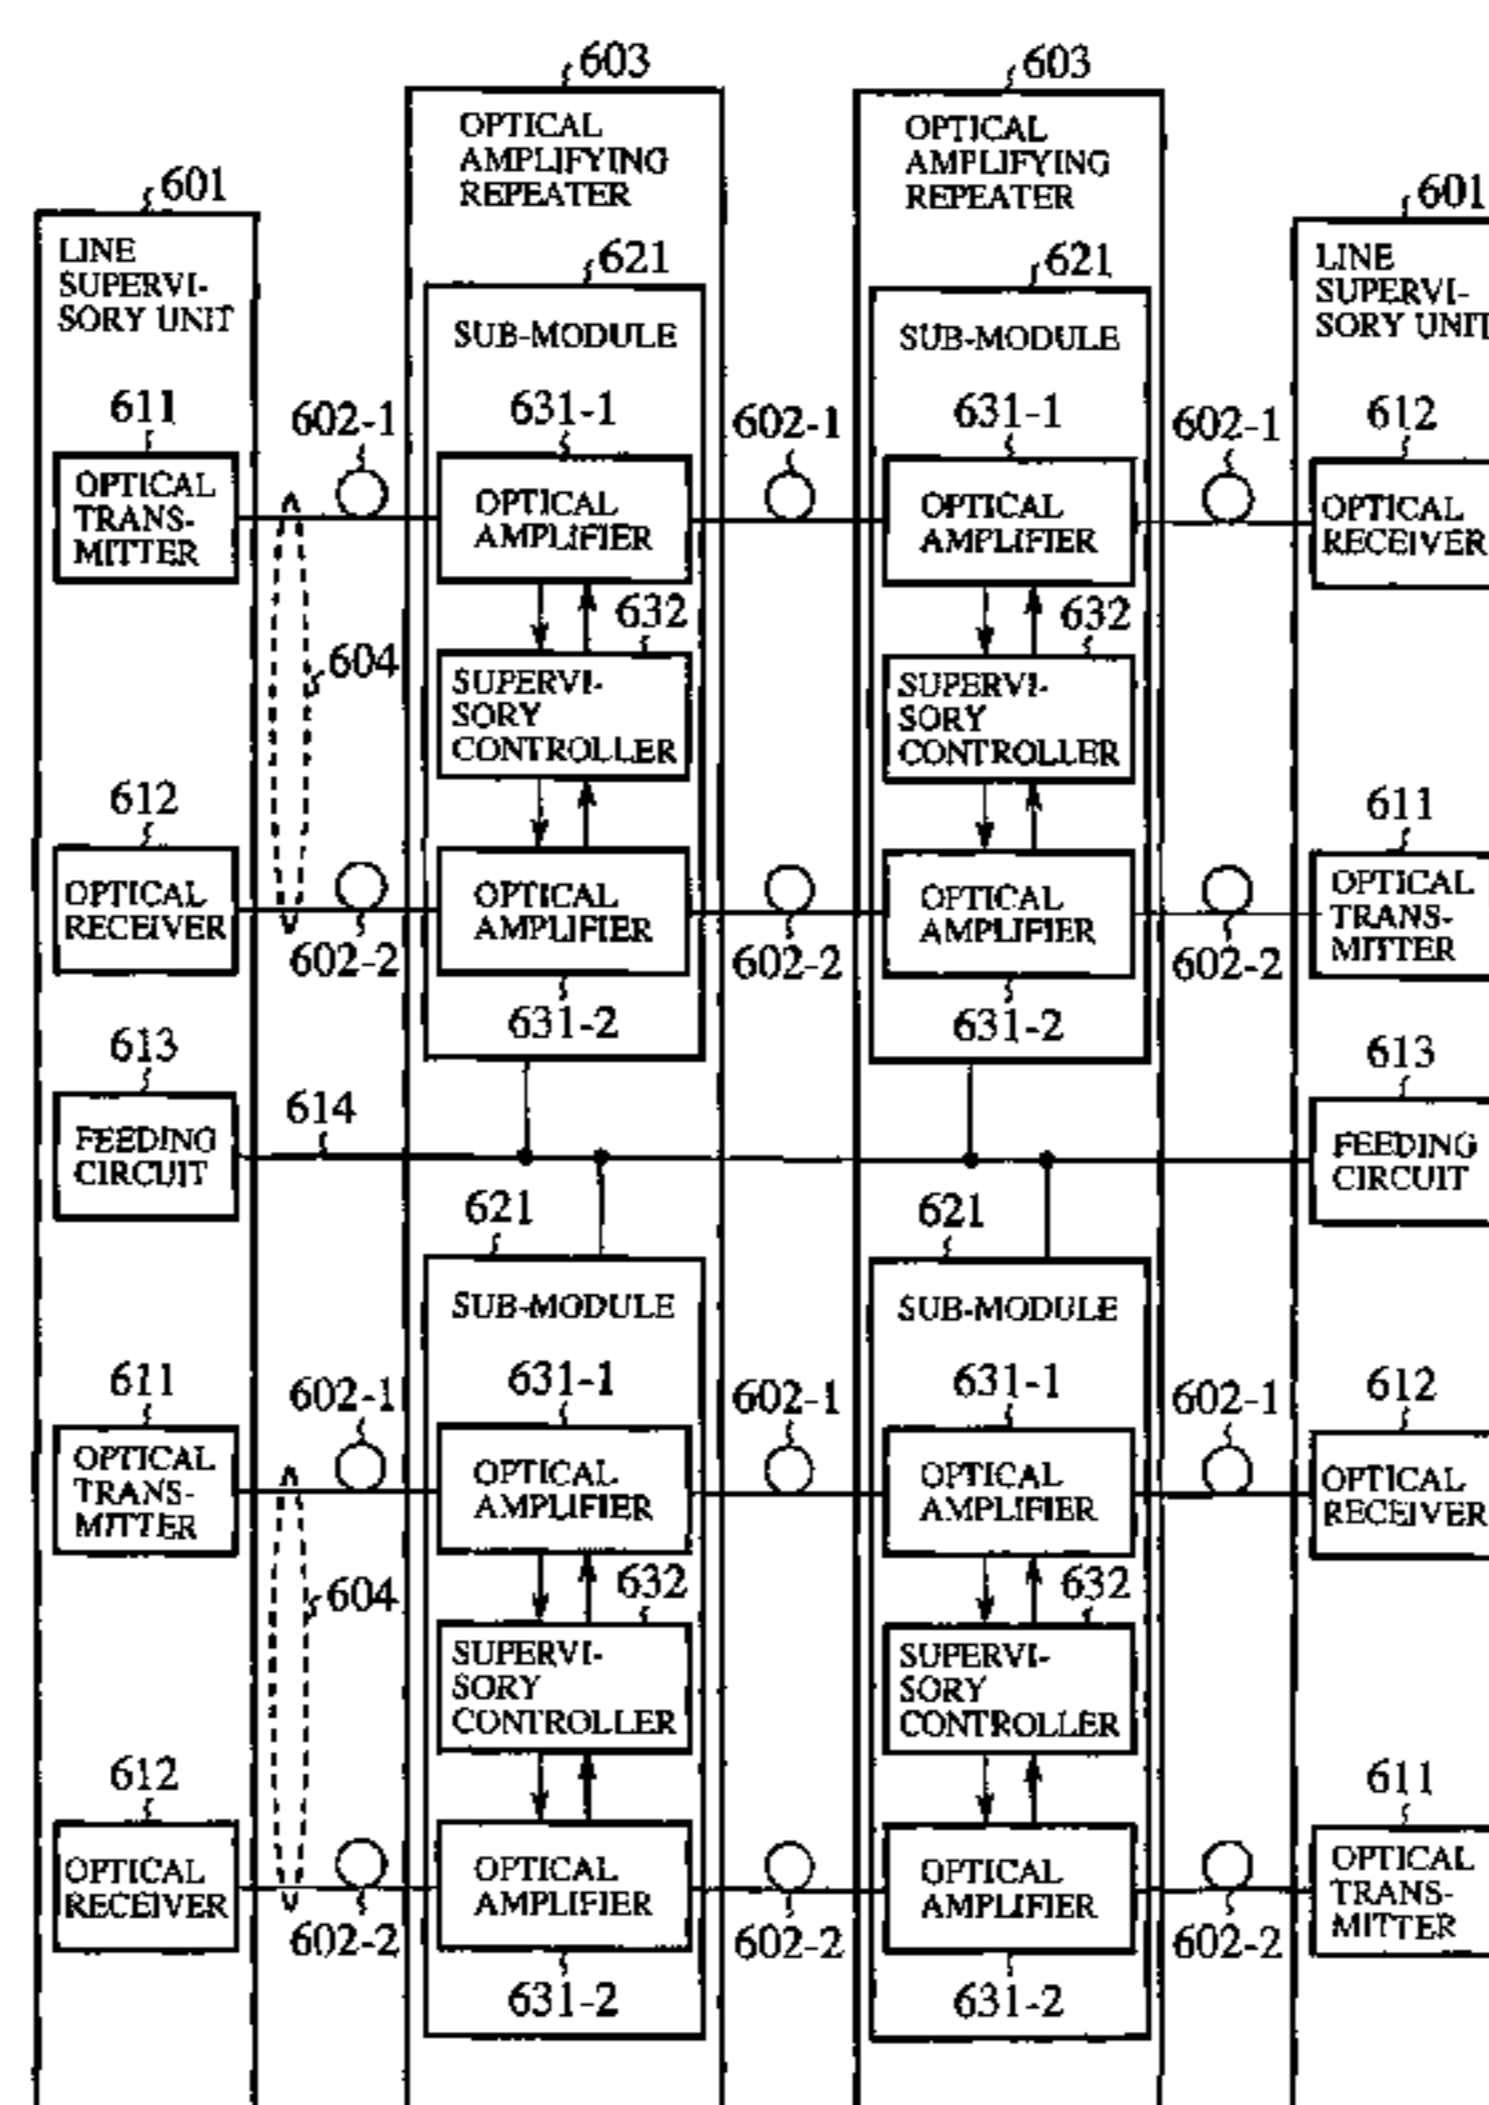 603
603
OPTICAL
AMPLIFYING
REPEATER
OPTICAL
AMPLIFYING
REPEATER
601
601
LINE
SUPERVI-
SORY UNIT
LINE
SUPERVI-
SORY UNIT
621
621
SUB-MODULE
SUB-MODULE
611
602-1
631-1
602-1
631-1
602-1
612
OPTICAL
TRANS-
MITTER
OPTICAL
AMPLIFIER
OPTICAL
AMPLIFIER
OPTICAL
RECEIVER
632
632
604
SUPERVI-
SORY
CONTROLLER
SUPERVI-
SORY
CONTROLLER
612
611
OPTICAL
RECEIVER
OPTICAL
AMPLIFIER
OPTICAL
AMPLIFIER
OPTICAL
TRANS-
MITTER
602-2
602-2
602-2
631-2
631-2
613
613
614
FEEDING
CIRCUIT
FEEDING
CIRCUIT
621
621
SUB-MODULE
SUB-MODULE
611
602-1
631-1
602-1
631-1
602-1
612
OPTICAL
TRANS-
MITTER
OPTICAL
AMPLIFIER
OPTICAL
AMPLIFIER
OPTICAL
RECEIVER
632
632
604
SUPERVI-
SORY
CONTROLLER
SUPERVI-
SORY
CONTROLLER
612
611
OPTICAL
RECEIVER
OPTICAL
AMPLIFIER
OPTICAL
AMPLIFIER
OPTICAL
TRANS-
MITTER
602-2
602-2
602-2
631-2
631-2